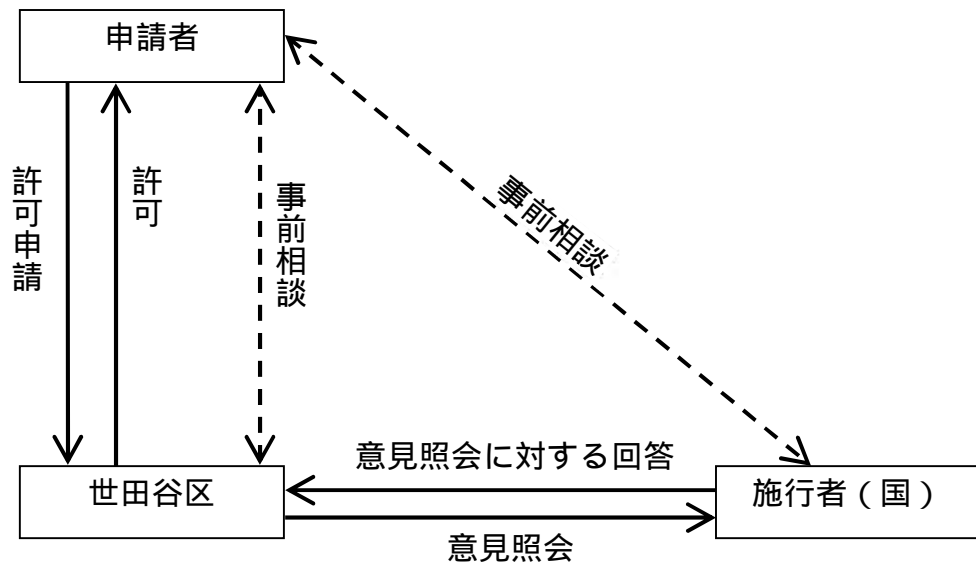 申請者
許可申請
許可
事前相談
事前相談
意見照会に対する回答
世田谷区
施行者（国）
意見照会